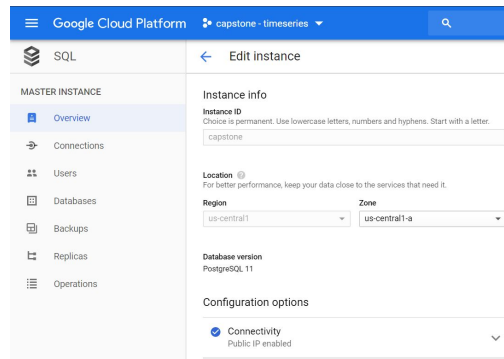 Google Cloud Platform
capstone - timeseries
SQL
Edit instance
MASTER INSTANCE
Overview
Connections
Users
Databases
Backups
Replicas
Operations
Instance info
Instance ID
Choice is permanent. Use lowercase letters, numbers and hyphens. Start with a letter.
capstone
Location
For better performance, keep your data close to the services that need it.
Region
Zone
us-central1
us-central1-a
Database version
PostgreSQL 11
Configuration options
Connectivity
Public IP enabled